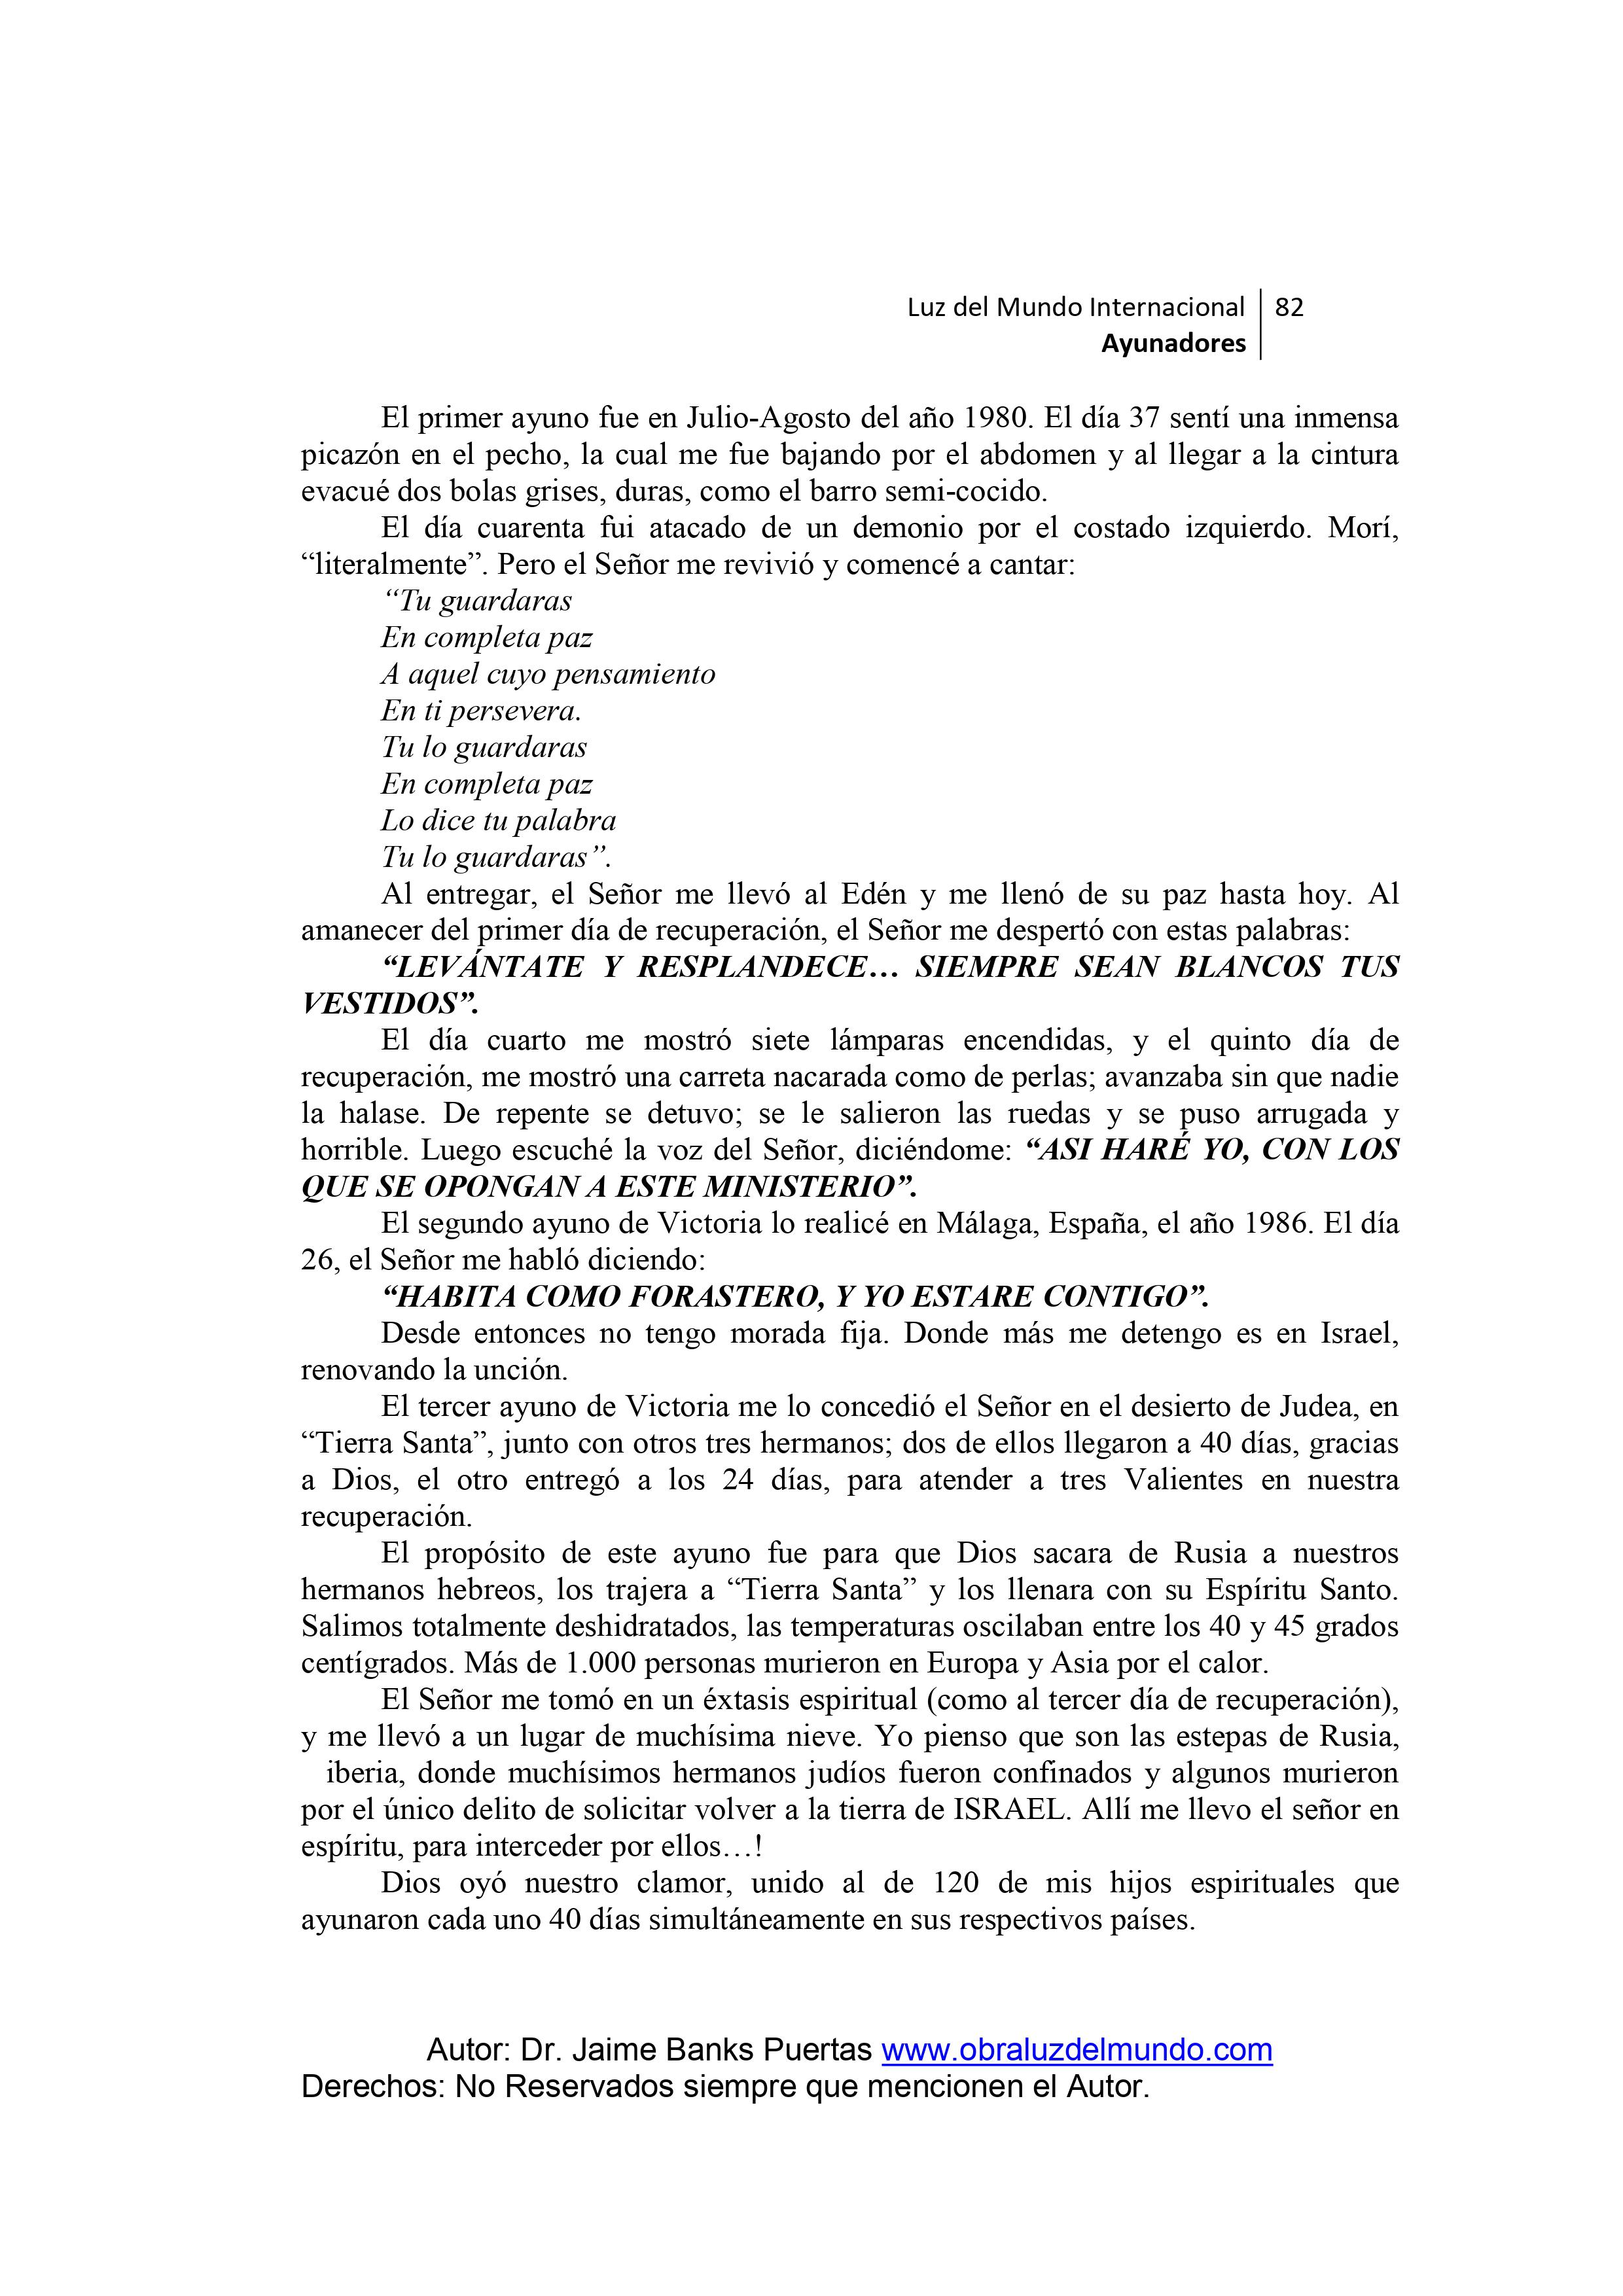 Luz del Mundo Internacional 82
Ayunadores
El primer ayuno fue en Julio-Agosto del año 1980. El día 37 sentí una inmensa
picazón en el pecho, la cual me fue bajando por el abdomen y al llegar a la cintura
evacué dos bolas grises, duras, como el barro semi-cocido.
El día cuarenta fui atacado de un demonio por el costado izquierdo. Morí,
“literalmente”. Pero el Señor me revivió y comencé a cantar:
“Tu guardaras
En completa paz
A aquel cuyo pensamiento
En ti persevera.
Tu lo guardaras
En completa paz
Lo dice tu palabra
Tu lo guardaras”.
Al entregar, el Señor me llevó al Edén y me llenó de su paz hasta hoy. Al
amanecer del primer día de recuperación, el Señor me despertó con estas palabras:
“LEVÁNTATE Y RESPLANDECE… SIEMPRE SEAN BLANCOS TUS
VESTIDOS”.
El día cuarto me mostró siete lámparas encendidas, y el quinto día de
recuperación, me mostró una carreta nacarada como de perlas; avanzaba sin que nadie
la halase. De repente se detuvo; se le salieron las ruedas y se puso arrugada y
horrible. Luego escuché la voz del Señor, diciéndome: “ASI HARÉ YO, CON LOS
QUE SE OPONGAN A ESTE MINISTERIO”.
El segundo ayuno de Victoria lo realicé en Málaga, España, el año 1986. El día
26, el Señor me habló diciendo:
“HABITA COMO FORASTERO, Y YO ESTARE CONTIGO”.
Desde entonces no tengo morada fija. Donde más me detengo es en Israel,
renovando la unción.
El tercer ayuno de Victoria me lo concedió el Señor en el desierto de Judea, en
“Tierra Santa”, junto con otros tres hermanos; dos de ellos llegaron a 40 días, gracias
a Dios, el otro entregó a los 24 días, para atender a tres Valientes en nuestra
recuperación.
El propósito de este ayuno fue para que Dios sacara de Rusia a nuestros
hermanos hebreos, los trajera a “Tierra Santa” y los llenara con su Espíritu Santo.
Salimos totalmente deshidratados, las temperaturas oscilaban entre los 40 y 45 grados
centígrados. Más de 1.000 personas murieron en Europa y Asia por el calor.
El Señor me tomó en un éxtasis espiritual (como al tercer día de recuperación),
y me llevó a un lugar de muchísima nieve. Yo pienso que son las estepas de Rusia,
iberia, donde muchísimos hermanos judíos fueron confinados y algunos murieron
por el único delito de solicitar volver a la tierra de ISRAEL. Allí me llevo el señor en
espíritu, para interceder por ellos…!
Dios oyó nuestro clamor, unido al de 120 de mis hijos espirituales que
ayunaron cada uno 40 días simultáneamente en sus respectivos países.
Autor: Dr. Jaime Banks Puertas www.obraluzdelmundo.com
Derechos: No Reservados siempre que mencionen el Autor.